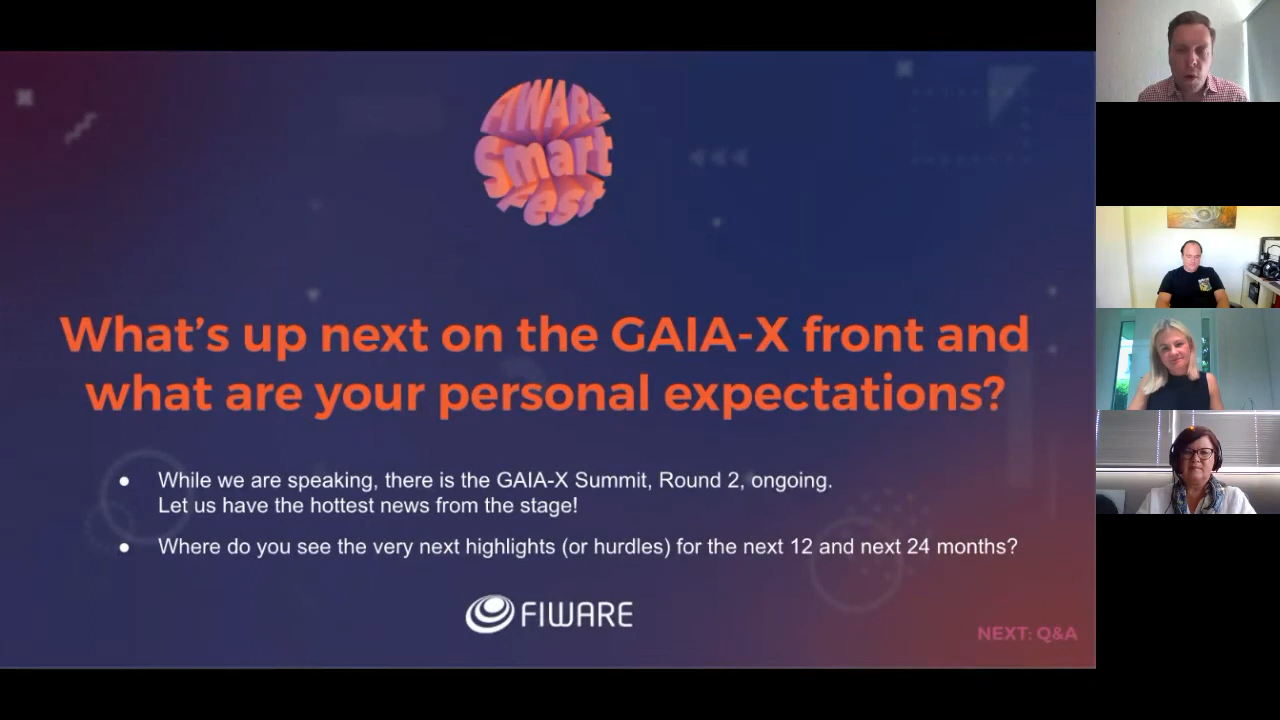 FIWARE
Smart
Fest
What's up next on the GAIA-X front and
what are your personal expectations?
● While we are speaking, there is the GAIA-X Summit, Round 2, ongoing.
Let us have the hottest news from the stage!
● Where do you see the very next highlights (or hurdles) for the next 12 and next 24 months?
FIWARE
NEXT: Q&A